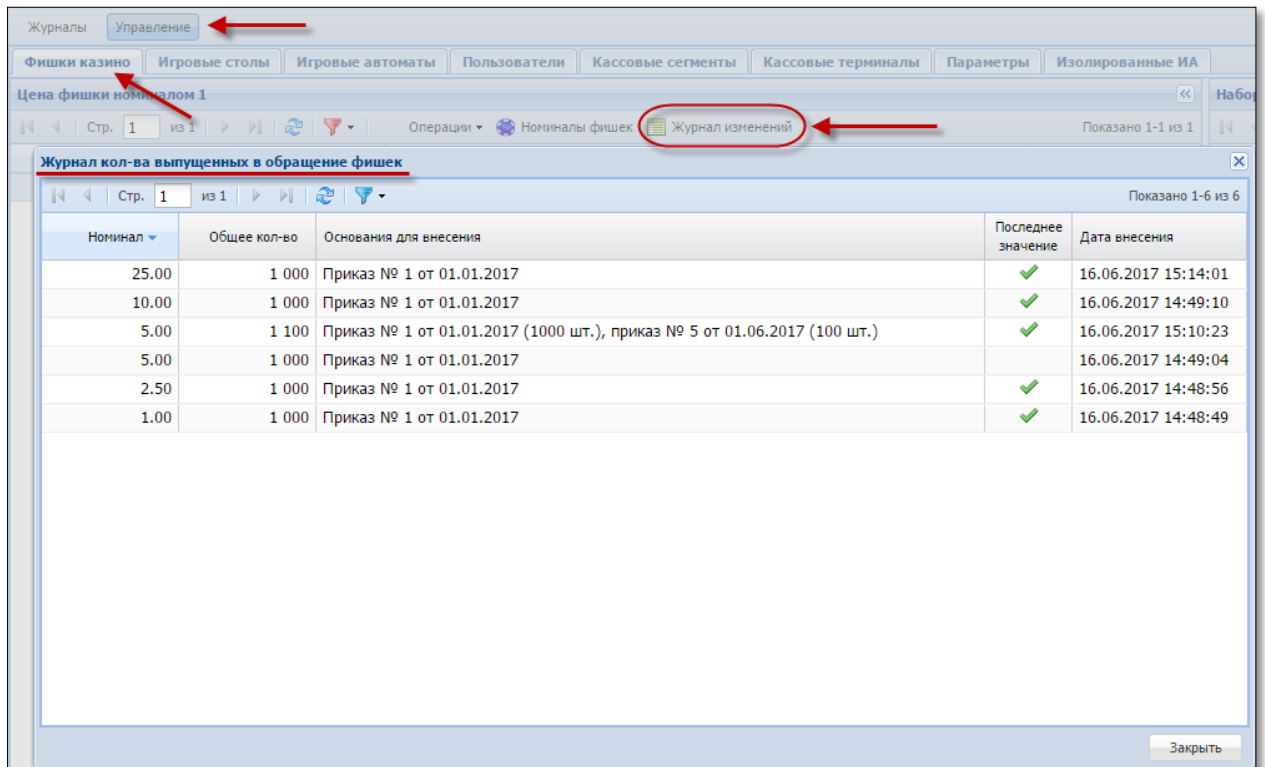 Журналы Управление
Фишки казино Игровые столы Игровые автоматы Пользователи Кассовые сегменты Кассовые терминалы Параметры Изолированные ИА
Цена фишки номиналом 1
Стр. 1 из 1 Операции Номиналы фишек Журнал изменений Показано 1-1 из 1
Журнал кол-ва выпущенных в обращение фишек
Стр. 1 из 1 Показано 1-6 из 6
Номинал Общее кол-во Основания для внесения Последнее значение Дата внесения
25.00 1 000 Приказ № 1 от 01.01.2017 16.06.2017 15:14:01
10.00 1 000 Приказ № 1 от 01.01.2017 16.06.2017 14:49:10
5.00 1 100 Приказ № 1 от 01.01.2017 (1000 шт.), приказ № 5 от 01.06.2017 (100 шт.) 16.06.2017 15:10:23
5.00 1 000 Приказ № 1 от 01.01.2017 16.06.2017 14:49:04
2.50 1 000 Приказ № 1 от 01.01.2017 16.06.2017 14:48:56
1.00 1 000 Приказ № 1 от 01.01.2017 16.06.2017 14:48:49
Закрыть